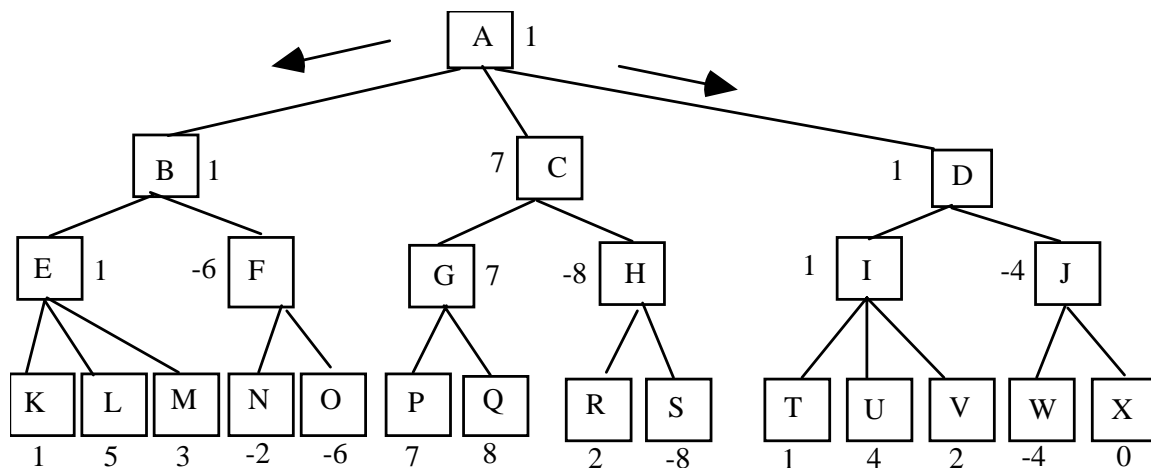 A 1
B 1 7 C 1 D
E 1 -6 F G 7 -8 H 1 I -4 J
K L M N O P Q R S T U V W X
1 5 3 -2 -6 7 8 2 -8 1 4 2 -4 0